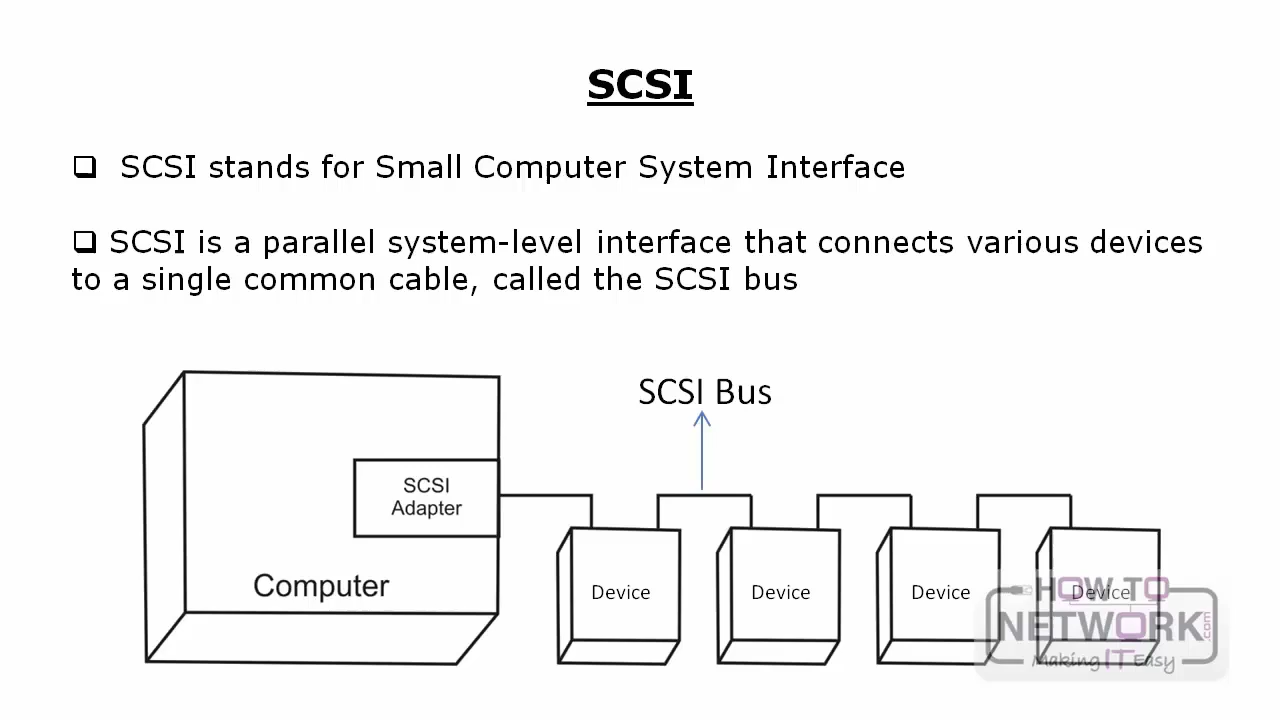 SCSI
❑ SCSI stands for Small Computer System Interface
❑ SCSI is a parallel system-level interface that connects various devices
to a single common cable, called the SCSI bus
SCSI Bus
SCSI
Adapter
Computer
Device
Device
Device
Device
HOW TO
NETWORK.com
Making IT Easy